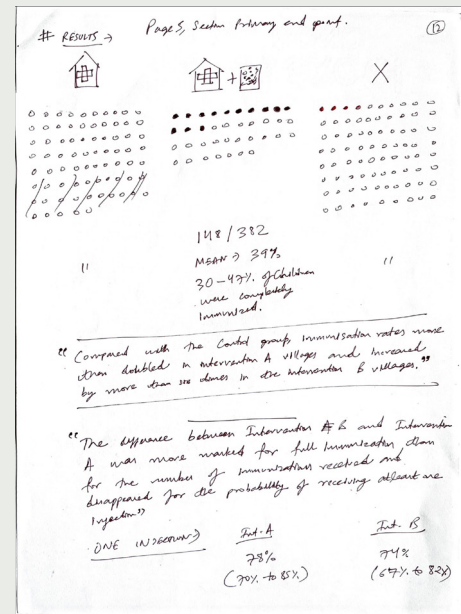 Page 5, Section Primary end point.
12
# RESULTS →
+
X
148/382
MEAN → 39%
30-47% of Children
were completely
Immunized.
"
"
"Compared with the Control group, Immunisation rates more
than doubled in intervention A villages and Increased
by more than six times in the intervention B villages."
"The difference between Intervention B and Intervention
A was more marked for full Immunization than
for the number of Immunizations received and
disappeared for the probability of receiving atleast one
Injection"
ONE INJECTION →
Int. A
Int. B
78%
74%
(70% to 85%)
(67% to 82%)